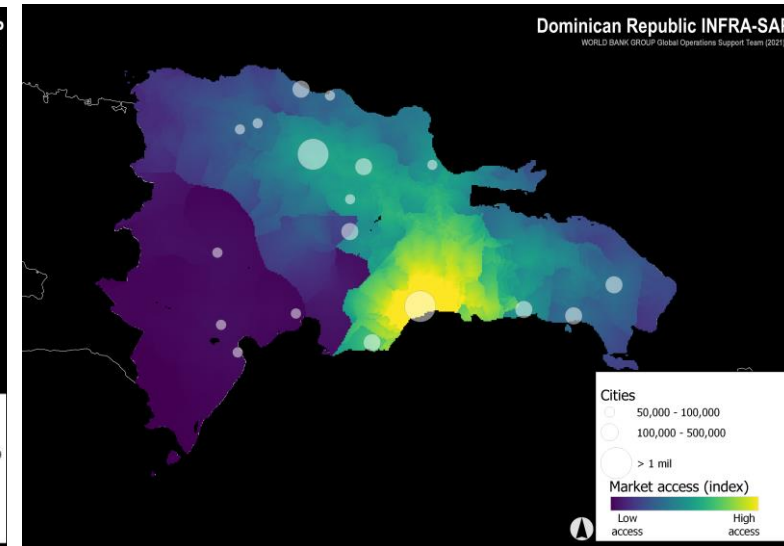 Dominican Republic INFRA-SA
WORLD BANK GROUP Global Operations Support Team (2021)
Cities
50,000 - 100,000
100,000 - 500,000
> 1 mil
Market access (index)
Low access
High access